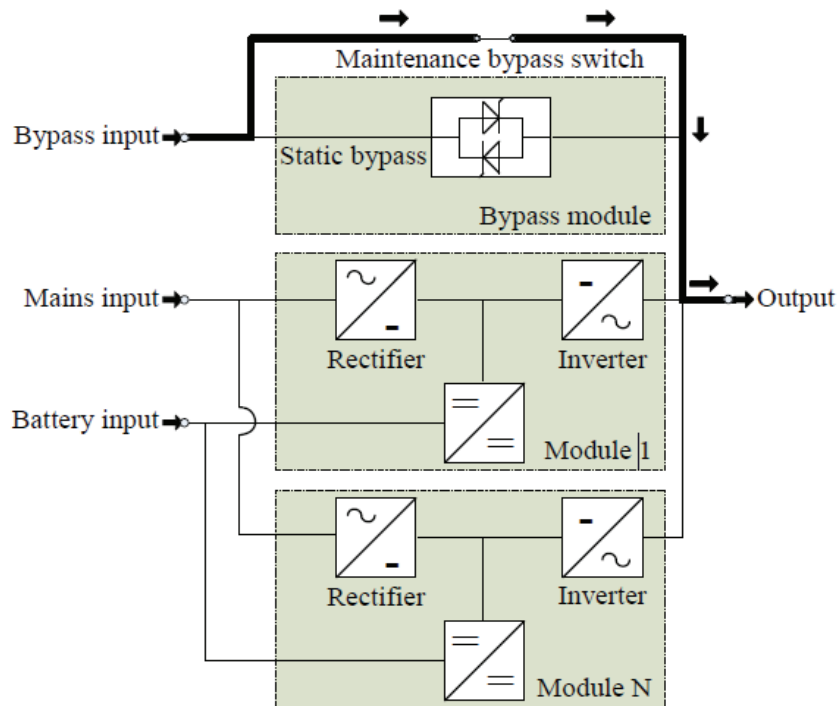 Maintenance bypass switch
Bypass input
Static bypass
Bypass module
Mains input
Output
Rectifier
Inverter
Battery input
Module 1
Rectifier
Inverter
Module N